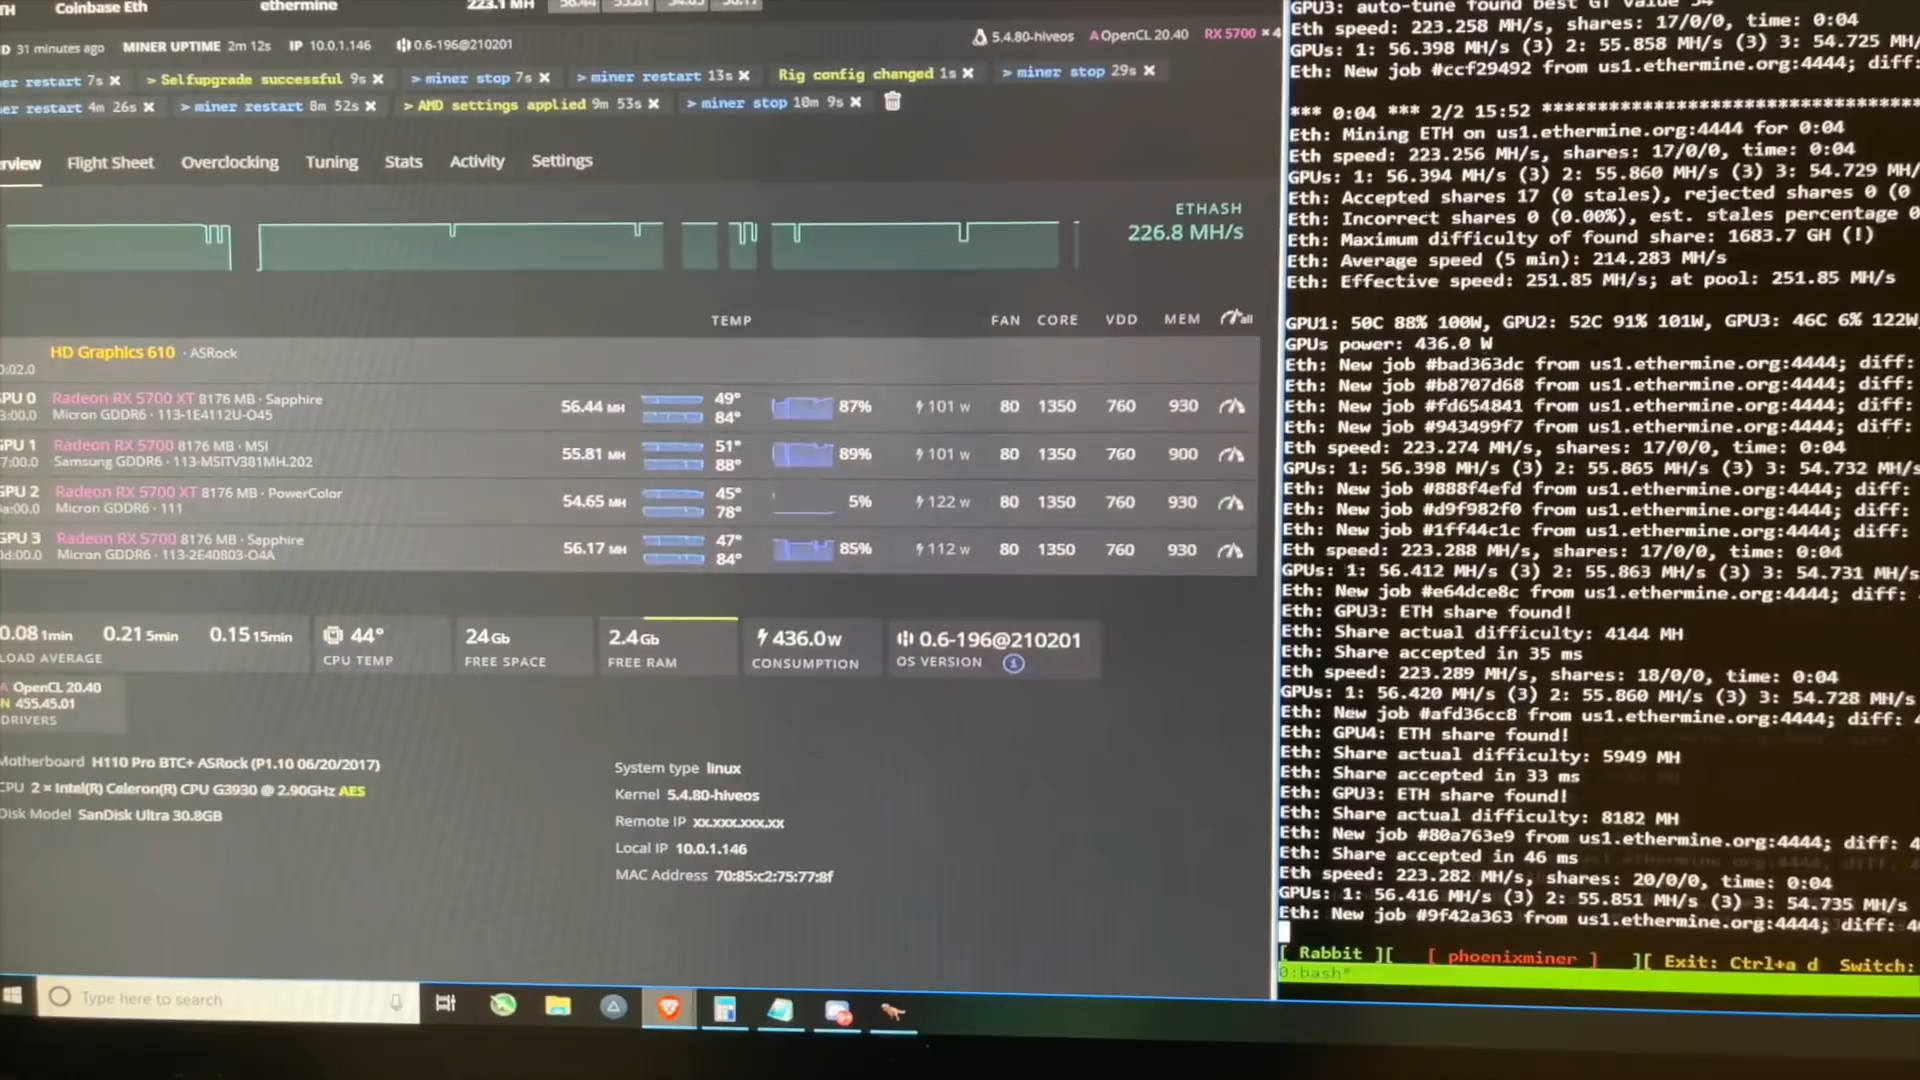 TH Coinbase Eth ethermine 223.1 MH 56.44 55.81 54.65 56.17
D 31 minutes ago MINER UPTIME 2m 12s IP 10.0.1.146 0.6-196@210201 5.4.80-hiveos A OpenCL 20.40 RX 5700 × 4
ner restart 7s × > Selfupgrade successful 9s × > miner stop 7s × > miner restart 13s × Rig config changed 1s × > miner stop 29s ×
ner restart 4m 26s × > miner restart 8m 52s × > AMD settings applied 9m 53s × > miner stop 10m 9s ×
rview Flight Sheet Overclocking Tuning Stats Activity Settings
ETHASH
226.8 MH/s
TEMP FAN CORE VDD MEM all
HD Graphics 610 · ASRock
0:02.0
GPU 0 Radeon RX 5700 XT 8176 MB · Sapphire 56.44 MH 49° 84° 87% 101 W 80 1350 760 930
3:00.0 Micron GDDR6 · 113-1E4112U-O45
GPU 1 Radeon RX 5700 8176 MB · MSI 55.81 MH 51° 88° 89% 101 W 80 1350 760 900
7:00.0 Samsung GDDR6 · 113-MSITV381MH.202
GPU 2 Radeon RX 5700 XT 8176 MB · PowerColor 54.65 MH 45° 78° 5% 122 W 80 1350 760 930
a:00.0 Micron GDDR6 · 111
GPU 3 Radeon RX 5700 8176 MB · Sapphire 56.17 MH 47° 84° 85% 112 W 80 1350 760 930
0d:00.0 Micron GDDR6 · 113-2E40803-O4A
0.08 1min 0.21 5min 0.15 15min 44° 24 Gb 2.4 Gb 436.0 W 0.6-196@210201
LOAD AVERAGE CPU TEMP FREE SPACE FREE RAM CONSUMPTION OS VERSION
A OpenCL 20.40
N 455.45.01
DRIVERS
Motherboard H110 Pro BTC+ ASRock (P1.10 06/20/2017)
CPU 2 × Intel(R) Celeron(R) CPU G3930 @ 2.90GHz AES
Disk Model SanDisk Ultra 30.8GB
System type linux
Kernel 5.4.80-hiveos
Remote IP xx.xxx.xxx.xx
Local IP 10.0.1.146
MAC Address 70:85:c2:75:77:8f
Type here to search
GPU3: auto-tune found best GT value 54
Eth speed: 223.258 MH/s, shares: 17/0/0, time: 0:04
GPUs: 1: 56.398 MH/s (3) 2: 55.858 MH/s (3) 3: 54.725 MH/
Eth: New job #ccf29492 from us1.ethermine.org:4444; diff:
*** 0:04 *** 2/2 15:52 ***********************************
Eth: Mining ETH on us1.ethermine.org:4444 for 0:04
Eth speed: 223.256 MH/s, shares: 17/0/0, time: 0:04
GPUs: 1: 56.394 MH/s (3) 2: 55.860 MH/s (3) 3: 54.729 MH/
Eth: Accepted shares 17 (0 stales), rejected shares 0 (0
Eth: Incorrect shares 0 (0.00%), est. stales percentage 0
Eth: Maximum difficulty of found share: 1683.7 GH (!)
Eth: Average speed (5 min): 214.283 MH/s
Eth: Effective speed: 251.85 MH/s; at pool: 251.85 MH/s
GPU1: 50C 88% 100W, GPU2: 52C 91% 101W, GPU3: 46C 6% 122W
GPUs power: 436.0 W
Eth: New job #bad363dc from us1.ethermine.org:4444; diff:
Eth: New job #b8707d68 from us1.ethermine.org:4444; diff:
Eth: New job #fd654841 from us1.ethermine.org:4444; diff:
Eth: New job #943499f7 from us1.ethermine.org:4444; diff:
Eth speed: 223.274 MH/s, shares: 17/0/0, time: 0:04
GPUs: 1: 56.398 MH/s (3) 2: 55.865 MH/s (3) 3: 54.732 MH/s
Eth: New job #888f4efd from us1.ethermine.org:4444; diff:
Eth: New job #d9f982f0 from us1.ethermine.org:4444; diff:
Eth: New job #1ff44c1c from us1.ethermine.org:4444; diff:
Eth speed: 223.288 MH/s, shares: 17/0/0, time: 0:04
GPUs: 1: 56.412 MH/s (3) 2: 55.863 MH/s (3) 3: 54.731 MH/s
Eth: New job #e64dce8c from us1.ethermine.org:4444; diff:
Eth: GPU3: ETH share found!
Eth: Share actual difficulty: 4144 MH
Eth: Share accepted in 35 ms
Eth speed: 223.289 MH/s, shares: 18/0/0, time: 0:04
GPUs: 1: 56.420 MH/s (3) 2: 55.860 MH/s (3) 3: 54.728 MH/s
Eth: New job #afd36cc8 from us1.ethermine.org:4444; diff: 4
Eth: GPU4: ETH share found!
Eth: Share actual difficulty: 5949 MH
Eth: Share accepted in 33 ms
Eth: GPU3: ETH share found!
Eth: Share actual difficulty: 8182 MH
Eth: New job #80a763e9 from us1.ethermine.org:4444; diff: 4
Eth: Share accepted in 46 ms
Eth speed: 223.282 MH/s, shares: 20/0/0, time: 0:04
GPUs: 1: 56.416 MH/s (3) 2: 55.851 MH/s (3) 3: 54.735 MH/s
Eth: New job #9f42a363 from us1.ethermine.org:4444; diff: 4
[ Rabbit ][ [ phoenixminer ] ][ Exit: Ctrl+a d Switch:
0:bash*